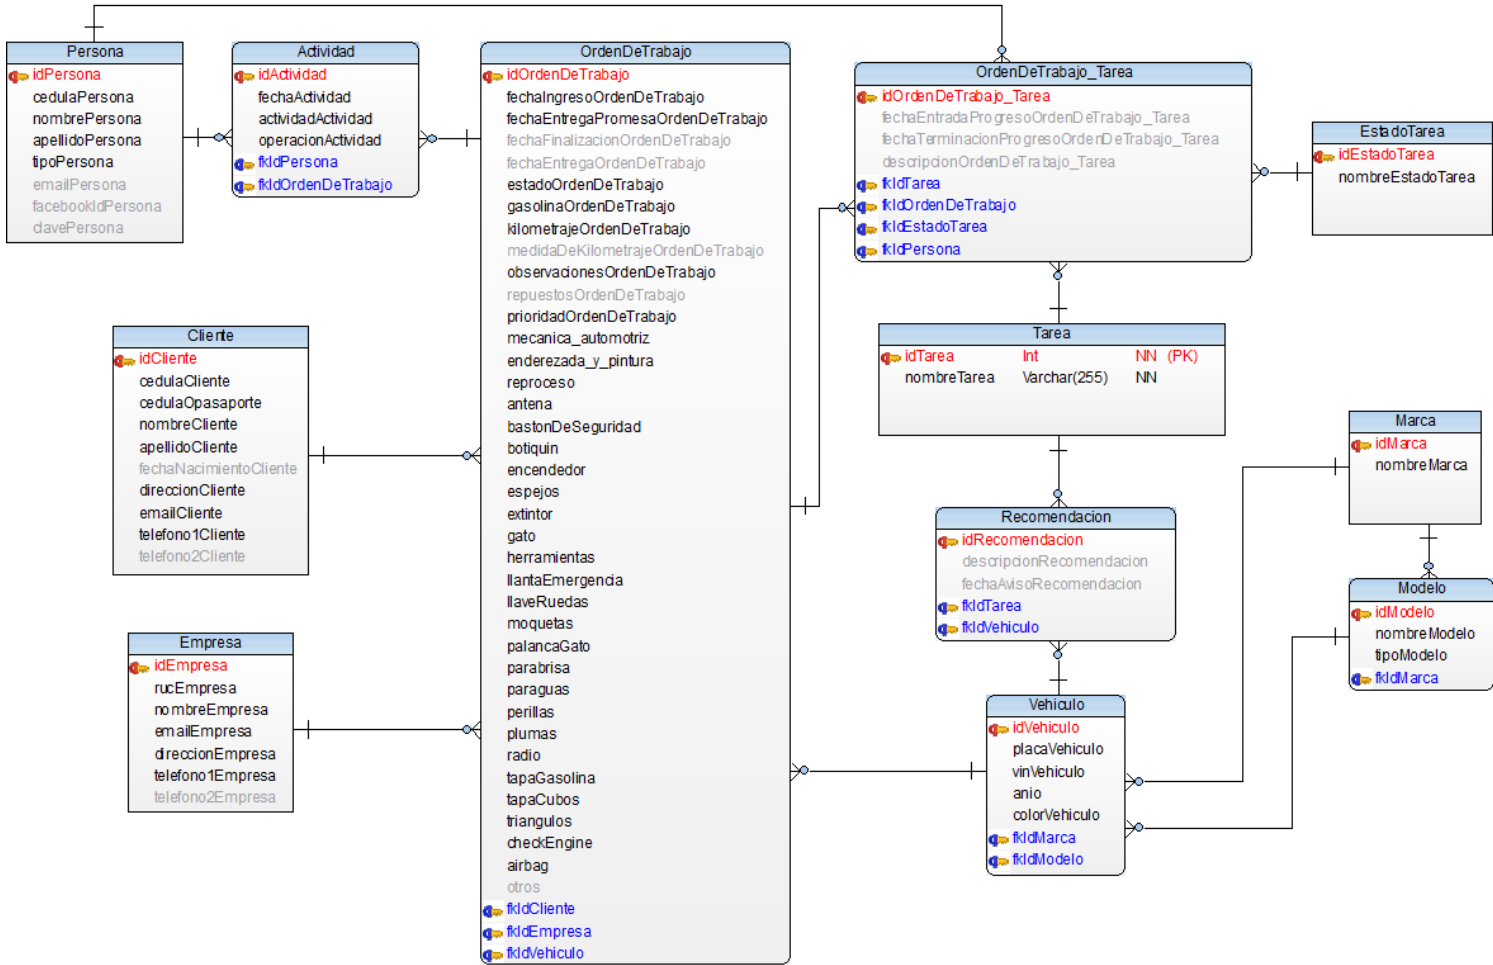 Persona
idPersona
cedulaPersona
nombrePersona
apellidoPersona
tipoPersona
emailPersona
facebookIdPersona
clavePersona
Actividad
idActividad
fechaActividad
actividadActividad
operacionActividad
fkIdPersona
fkIdOrdenDeTrabajo
OrdenDeTrabajo
idOrdenDeTrabajo
fechaIngresoOrdenDeTrabajo
fechaEntregaPromesaOrdenDeTrabajo
fechaFinalizacionOrdenDeTrabajo
fechaEntregaOrdenDeTrabajo
estadoOrdenDeTrabajo
gasolinaOrdenDeTrabajo
kilometrajeOrdenDeTrabajo
medidaDeKilometrajeOrdenDeTrabajo
observacionesOrdenDeTrabajo
repuestosOrdenDeTrabajo
prioridadOrdenDeTrabajo
mecanica_automotriz
enderezada_y_pintura
reproceso
antena
bastonDeSeguridad
botiquin
encendedor
espejos
extintor
gato
herramientas
llantaEmergencia
llaveRuedas
moquetas
palancaGato
parabrisa
paraguas
perillas
plumas
radio
tapaGasolina
tapaCubos
triangulos
checkEngine
airbag
otros
fkIdCliente
fkIdEmpresa
fkIdVehiculo
OrdenDeTrabajo_Tarea
idOrdenDeTrabajo_Tarea
fechaEntradaProgresoOrdenDeTrabajo_Tarea
fechaTerminacionProgresoOrdenDeTrabajo_Tarea
descripcionOrdenDeTrabajo_Tarea
fkIdTarea
fkIdOrdenDeTrabajo
fkIdEstadoTarea
fkIdPersona
EstadoTarea
idEstadoTarea
nombreEstadoTarea
Cliente
idCliente
cedulaCliente
cedulaOpasaporte
nombreCliente
apellidoCliente
fechaNacimientoCliente
direccionCliente
emailCliente
telefono1Cliente
telefono2Cliente
Tarea
idTarea Int NN (PK)
nombreTarea Varchar(255) NN
Marca
idMarca
nombreMarca
Recomendacion
idRecomendacion
descripcionRecomendacion
fechaAvisoRecomendacion
fkIdTarea
fkIdVehiculo
Modelo
idModelo
nombreModelo
tipoModelo
fkIdMarca
Empresa
idEmpresa
rucEmpresa
nombreEmpresa
emailEmpresa
direccionEmpresa
telefono1Empresa
telefono2Empresa
Vehiculo
idVehiculo
placaVehiculo
vinVehiculo
anio
colorVehiculo
fkIdMarca
fkIdModelo